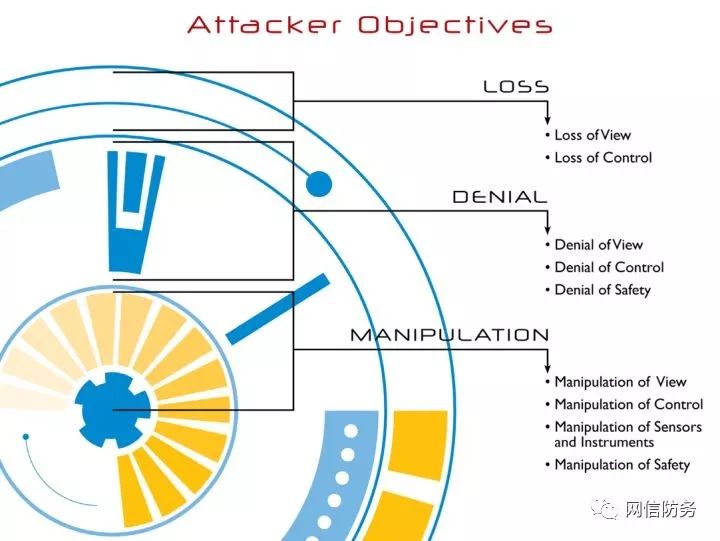 Attacker Objectives
LOSS
• Loss of View
• Loss of Control
DENIAL
• Denial of View
• Denial of Control
• Denial of Safety
MANIPULATION
• Manipulation of View
• Manipulation of Control
• Manipulation of Sensors
and Instruments
• Manipulation of Safety
网信防务